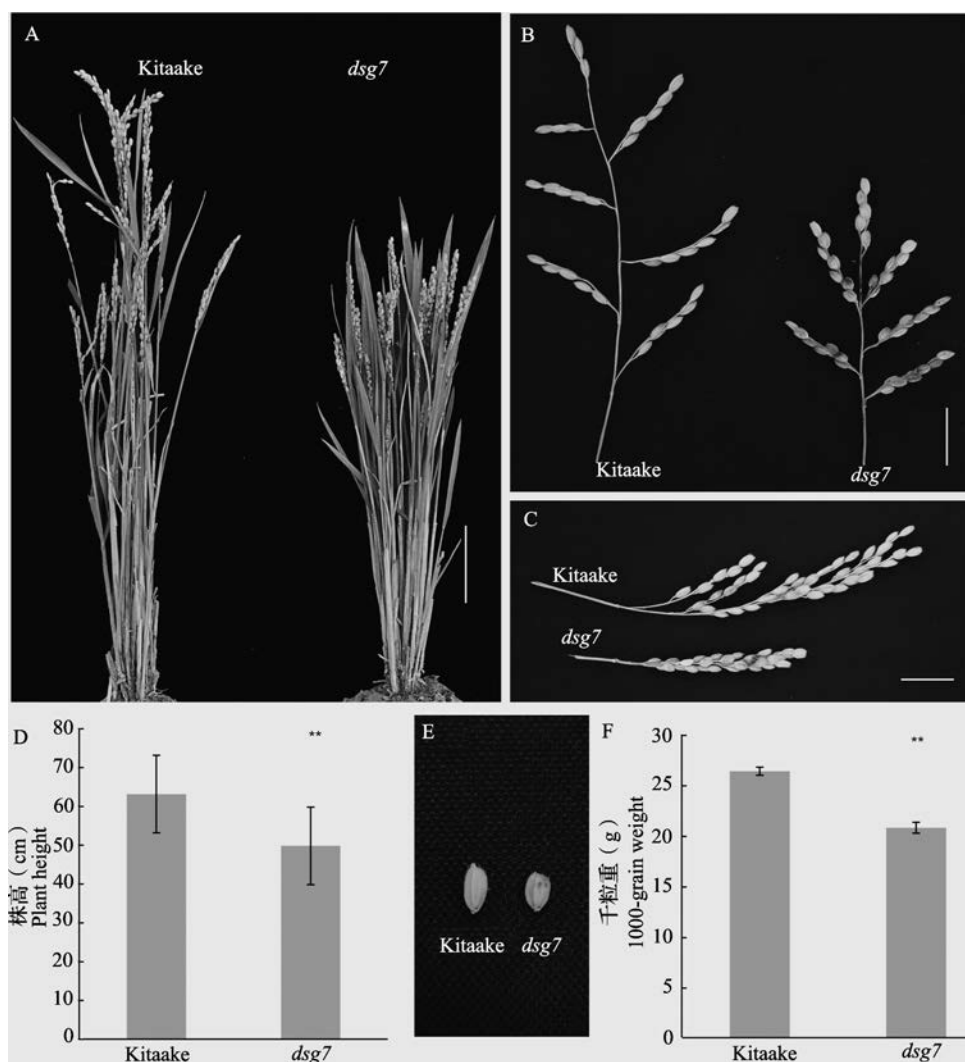 A
Kitaake
dsg7
B
Kitaake
dsg7
C
Kitaake
dsg7
D
株高（cm）
Plant height
80
70
60
50
40
30
20
10
0
**
Kitaake
dsg7
E
Kitaake
dsg7
F
千粒重（g）
1000-grain weight
30
25
20
15
10
5
0
**
Kitaake
dsg7